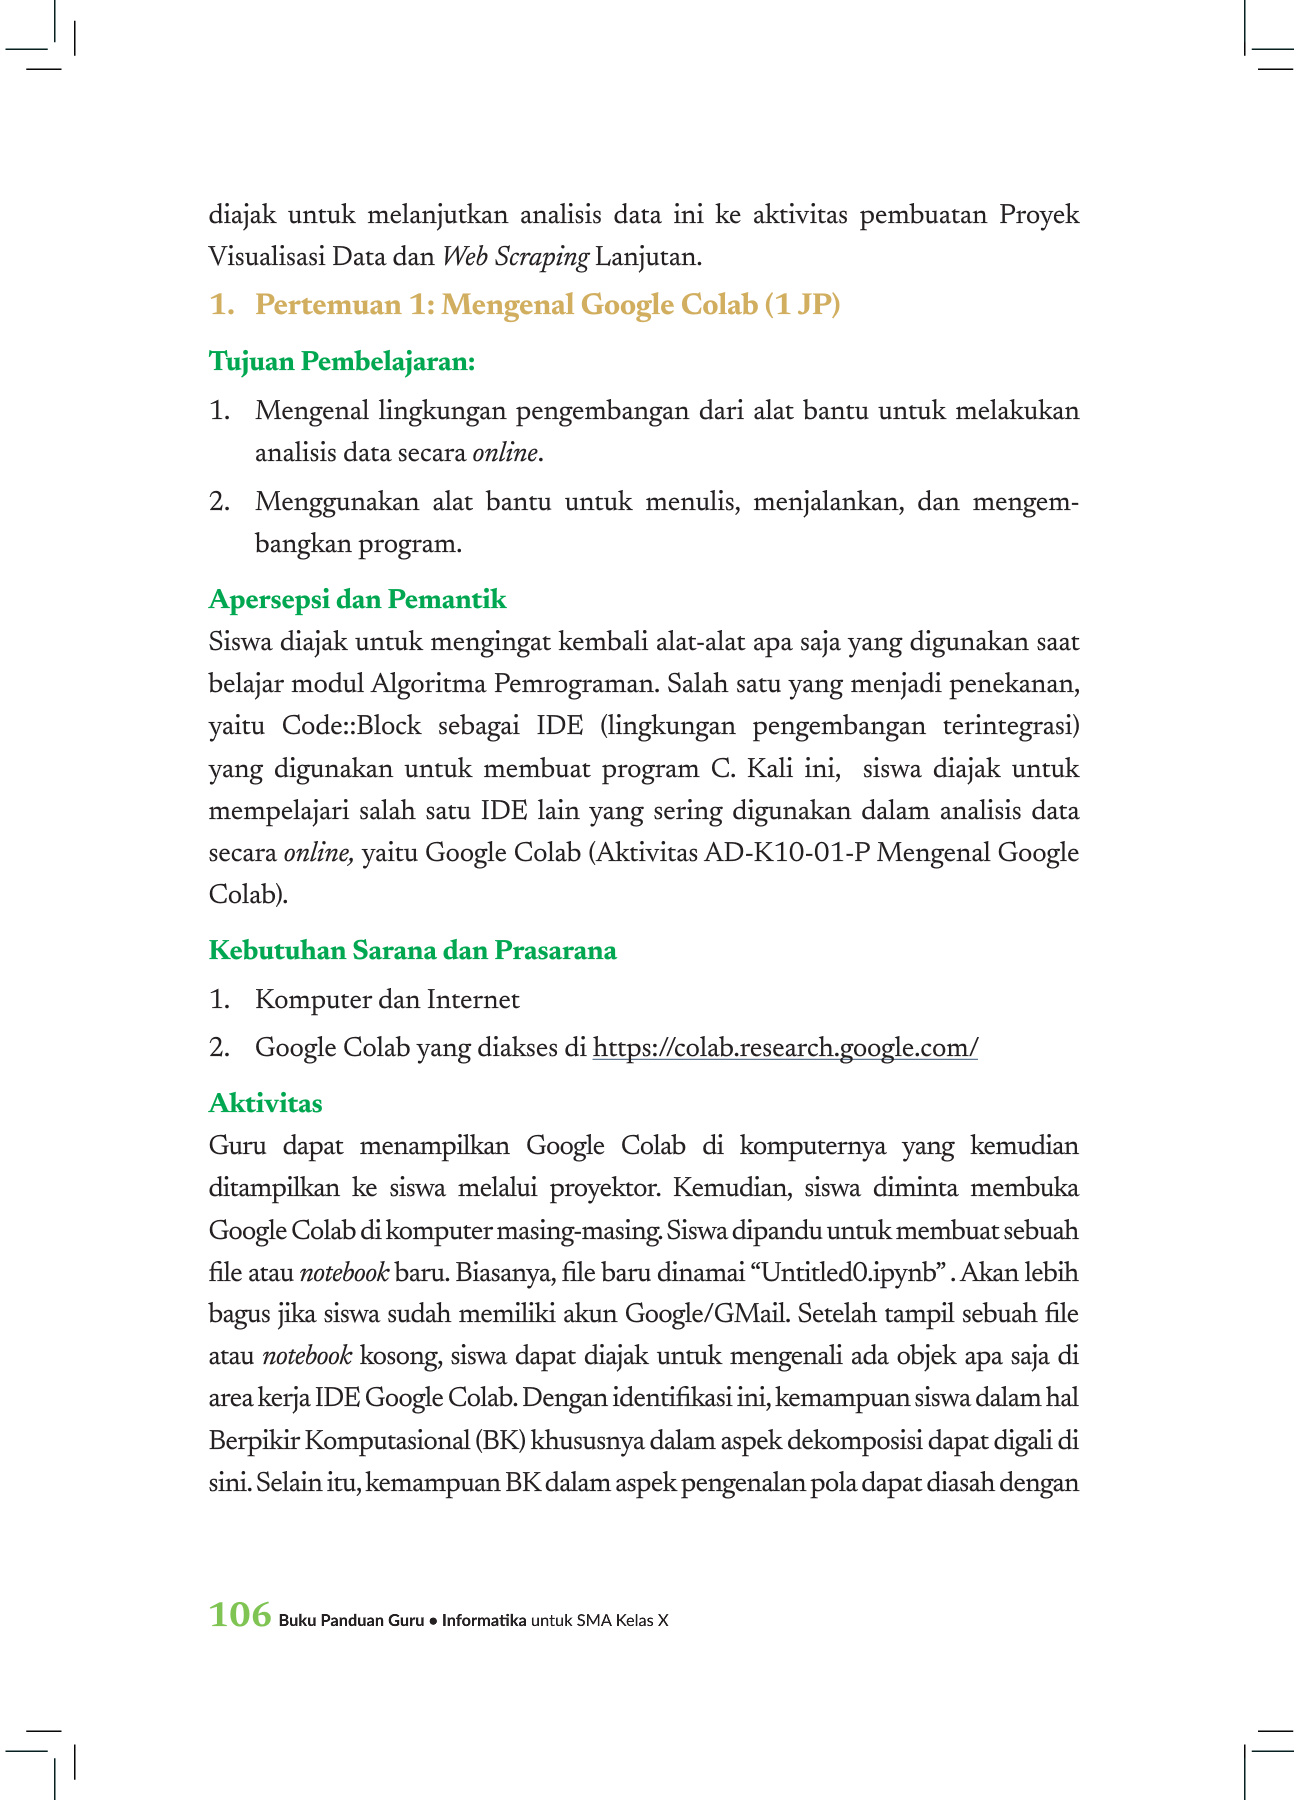 diajak untuk melanjutkan analisis data ini ke aktivitas pembuatan Proyek
Visualisasi Data dan Web Scraping Lanjutan.
1. Pertemuan 1: Mengenal Google Colab (1 JP)
Tujuan Pembelajaran:
1. Mengenal lingkungan pengembangan dari alat bantu untuk melakukan
analisis data secara online.
2. Menggunakan alat bantu untuk menulis, menjalankan, dan mengem-
bangkan program.
Apersepsi dan Pemantik
Siswa diajak untuk mengingat kembali alat-alat apa saja yang digunakan saat
belajar modul Algoritma Pemrograman. Salah satu yang menjadi penekanan,
yaitu Code::Block sebagai IDE (lingkungan pengembangan terintegrasi)
yang digunakan untuk membuat program C. Kali ini, siswa diajak untuk
mempelajari salah satu IDE lain yang sering digunakan dalam analisis data
secara online, yaitu Google Colab (Aktivitas AD-K10-01-P Mengenal Google
Colab).
Kebutuhan Sarana dan Prasarana
1. Komputer dan Internet
2. Google Colab yang diakses di https://colab.research.google.com/
Aktivitas
Guru dapat menampilkan Google Colab di komputernya yang kemudian
ditampilkan ke siswa melalui proyektor. Kemudian, siswa diminta membuka
Google Colab di komputer masing-masing. Siswa dipandu untuk membuat sebuah
file atau notebook baru. Biasanya, file baru dinamai “Untitled0.ipynb” . Akan lebih
bagus jika siswa sudah memiliki akun Google/GMail. Setelah tampil sebuah file
atau notebook kosong, siswa dapat diajak untuk mengenali ada objek apa saja di
area kerja IDE Google Colab. Dengan identifikasi ini, kemampuan siswa dalam hal
Berpikir Komputasional (BK) khususnya dalam aspek dekomposisi dapat digali di
sini. Selain itu, kemampuan BK dalam aspek pengenalan pola dapat diasah dengan
106 Buku Panduan Guru • Informatika untuk SMA Kelas X